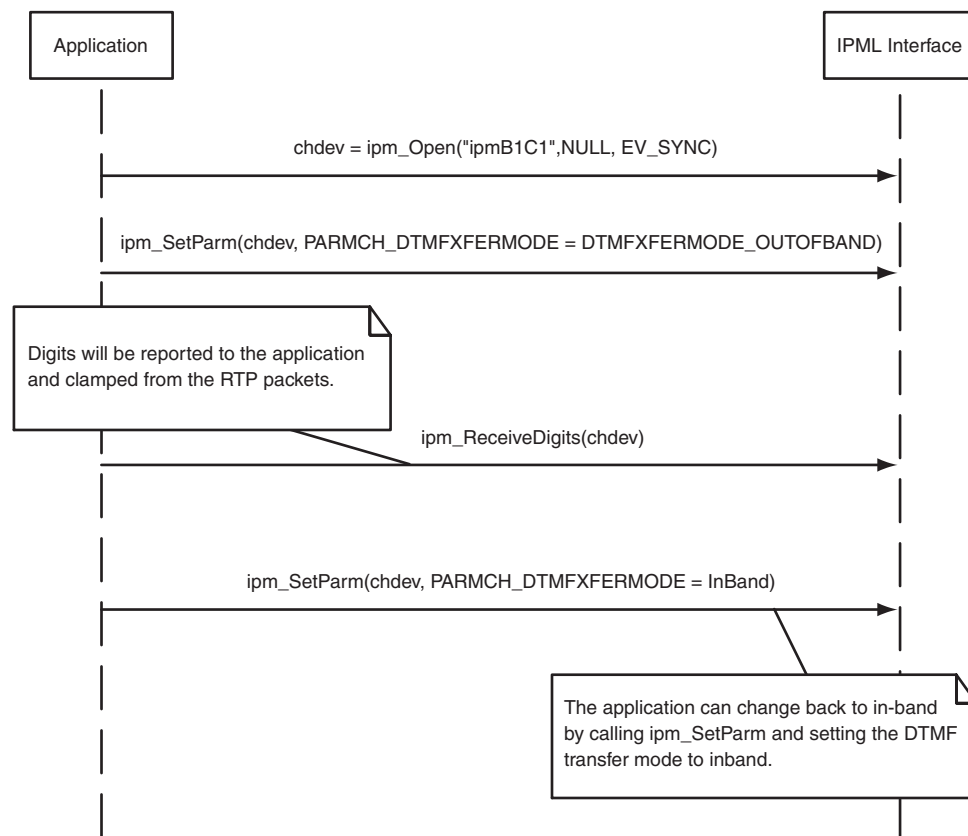 Application
IPML Interface
chdev = ipm_Open("ipmB1C1",NULL, EV_SYNC)
ipm_SetParm(chdev, PARMCH_DTMFXFERMODE = DTMFXFERMODE_OUTOFBAND)
Digits will be reported to the application
and clamped from the RTP packets.
ipm_ReceiveDigits(chdev)
ipm_SetParm(chdev, PARMCH_DTMFXFERMODE = InBand)
The application can change back to in-band
by calling ipm_SetParm and setting the DTMF
transfer mode to inband.